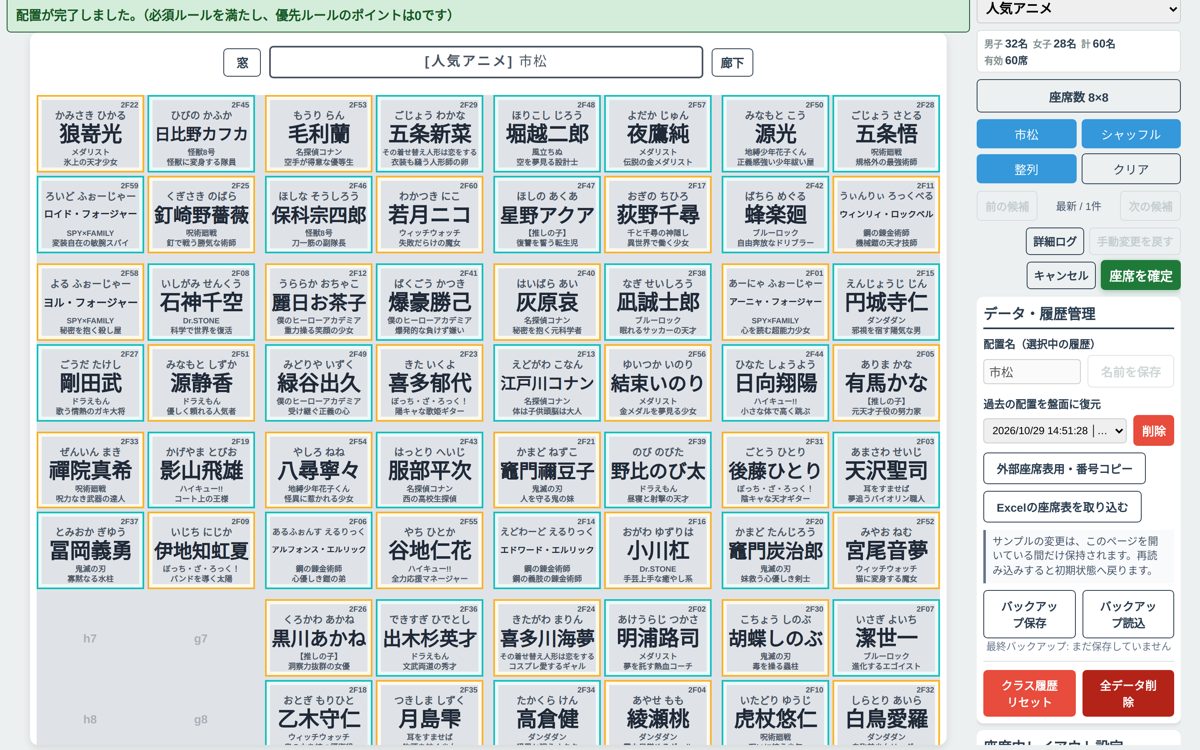 配置が完了しました。（必須ルールを満たし、優先ルールのポイントは0です）
窓
［人気アニメ］ 市松
廊下
2F22
かみさき ひかる
狼嵜光
メダリスト
氷上の天才少女
2F45
ひびの かふか
日比野カフカ
怪獣8号
怪獣に変身する隊員
2F53
もうり らん
毛利蘭
名探偵コナン
空手が得意な優等生
2F29
ごじょう わかな
五条新菜
その着せ替え人形は恋をする
衣装も縫う人形師の卵
2F48
ほりこし じろう
堀越二郎
風立ちぬ
空を夢見る設計士
2F57
よだか じゅん
夜鷹純
メダリスト
伝説の金メダリスト
2F50
みなもと こう
源光
地縛少年花子くん
正義感強い少年祓い屋
2F28
ごじょう さとる
五条悟
呪術廻戦
規格外の最強術師
2F59
ろいど ふぉーじゃー
ロイド・フォージャー
SPY×FAMILY
変装自在の敏腕スパイ
2F25
くぎさき のばら
釘崎野薔薇
呪術廻戦
釘で戦う勝気な術師
2F46
ほしな そうしろう
保科宗四郎
怪獣8号
刀一筋の副隊長
2F60
わかつき にこ
若月ニコ
ウィッチウォッチ
失敗だらけの魔女
2F47
ほしの あくあ
星野アクア
【推しの子】
復讐を誓う転生児
2F17
おぎの ちひろ
荻野千尋
千と千尋の神隠し
異世界で働く少女
2F42
ばちら めぐる
蜂楽廻
ブルーロック
自由奔放なドリブラー
2F11
うぃんりぃ ろっくべる
ウィンリィ・ロックベル
鋼の錬金術師
機械鎧の天才技師
2F58
よる ふぉーじゃー
ヨル・フォージャー
SPY×FAMILY
秘密を抱く殺し屋
2F08
いしがみ せんくう
石神千空
Dr.STONE
科学で世界を復活
2F12
うららか おちゃこ
麗日お茶子
僕のヒーローアカデミア
重力操る笑顔の少女
2F41
ばくごう かつき
爆豪勝己
僕のヒーローアカデミア
爆発的な負けず嫌い
2F40
はいばら あい
灰原哀
名探偵コナン
秘密を抱く元科学者
2F38
なぎ せいしろう
凪誠士郎
ブルーロック
眠れるサッカーの天才
2F01
あーにゃ ふぉーじゃー
アーニャ・フォージャー
SPY×FAMILY
心を読む超能力少女
2F15
えんじょうじ じん
円城寺仁
ダンダダン
邪視を宿す陽気な男
2F27
ごうだ たけし
剛田武
ドラえもん
歌う情熱のガキ大将
2F51
みなもと しずか
源静香
ドラえもん
優しく頼れる人気者
2F49
みどりや いずく
緑谷出久
僕のヒーローアカデミア
受け継ぐ正義の心
2F23
きた いくよ
喜多郁代
ぼっち・ざ・ろっく！
陽キャな歌姫ギター
2F13
えどがわ こなん
江戸川コナン
名探偵コナン
体は子供頭脳は大人
2F56
ゆいつか いのり
結束いのり
メダリスト
金メダルを夢見る少女
2F44
ひなた しょうよう
日向翔陽
ハイキュー!!
小さな体で高く跳ぶ
2F05
ありま かな
有馬かな
【推しの子】
元天才子役の努力家
2F33
ぜんいん まき
禪院真希
呪術廻戦
呪力なき武器の達人
2F19
かげやま とびお
影山飛雄
ハイキュー!!
コート上の王様
2F54
やしろ ねね
八尋寧々
地縛少年花子くん
怪異に惹かれる少女
2F43
はっとり へいじ
服部平次
名探偵コナン
西の高校生探偵
2F21
かまど ねずこ
竈門禰豆子
鬼滅の刃
人を守る鬼の妹
2F39
のび のびた
野比のび太
ドラえもん
昼寝と射撃の天才
2F31
ごとう ひとり
後藤ひとり
ぼっち・ざ・ろっく！
陰キャな天才ギター
2F03
あまさわ せいじ
天沢聖司
耳をすませば
夢追うバイオリン職人
2F37
とみおか ぎゆう
冨岡義勇
鬼滅の刃
寡黙なる水柱
2F09
いじち にじか
伊地知虹夏
ぼっち・ざ・ろっく！
バンドを導く太陽
2F06
あるふぉんす えるりっく
アルフォンス・エルリック
鋼の錬金術師
心優しき鎧の弟
2F55
やち ひとか
谷地仁花
ハイキュー!!
全力応援マネージャー
2F14
えどわーど えるりっく
エドワード・エルリック
鋼の錬金術師
鋼の義肢の錬金術師
2F16
おがわ ゆずりは
小川杠
Dr.STONE
手芸上手な癒やし系
2F20
かまど たんじろう
竈門炭治郎
鬼滅の刃
妹救う心優しき剣士
2F52
みやお ねむ
宮尾音夢
ウィッチウォッチ
猫に変身する魔女
h7
g7
2F26
くろかわ あかね
黒川あかね
【推しの子】
洞察力抜群の女優
2F36
できすぎ ひでとし
出木杉英才
ドラえもん
文武両道の秀才
2F24
きたがわ まりん
喜多川海夢
その着せ替え人形は恋をする
コスプレ愛するギャル
2F02
あけうらじ つかさ
明浦路司
メダリスト
夢を託す熱血コーチ
2F30
こちょう しのぶ
胡蝶しのぶ
鬼滅の刃
毒を操る蟲柱
2F07
いさぎ よいち
潔世一
ブルーロック
進化するエゴイスト
h8
g8
2F18
おとぎ もりひと
乙木守仁
ウィッチウォッチ
2F35
つきしま しずく
月島雫
耳をすませば
2F34
たかくら けん
高倉健
ダンダダン
2F04
あやせ もも
綾瀬桃
ダンダダン
2F10
いたどり ゆうじ
虎杖悠仁
呪術廻戦
2F32
しらとり あいら
白鳥愛羅
ダンダダン
人気アニメ
男子 32名 女子 28名 計 60名
有効 60席
座席数 8×8
市松
シャッフル
整列
クリア
前の候補
最新 / 1件
次の候補
詳細ログ
手動変更を戻す
キャンセル
座席を確定
データ・履歴管理
配置名（選択中の履歴）
市松
名前を保存
過去の配置を盤面に復元
2026/10/29 14:51:28 │...
削除
外部座席表用・番号コピー
Excelの座席表を取り込む
サンプルの変更は、このページを開
いている間だけ保持されます。再読
み込みすると初期状態へ戻ります。
バックアッ
プ保存
バックアッ
プ読込
最終バックアップ: まだ保存していません
クラス履歴
リセット
全データ削
除